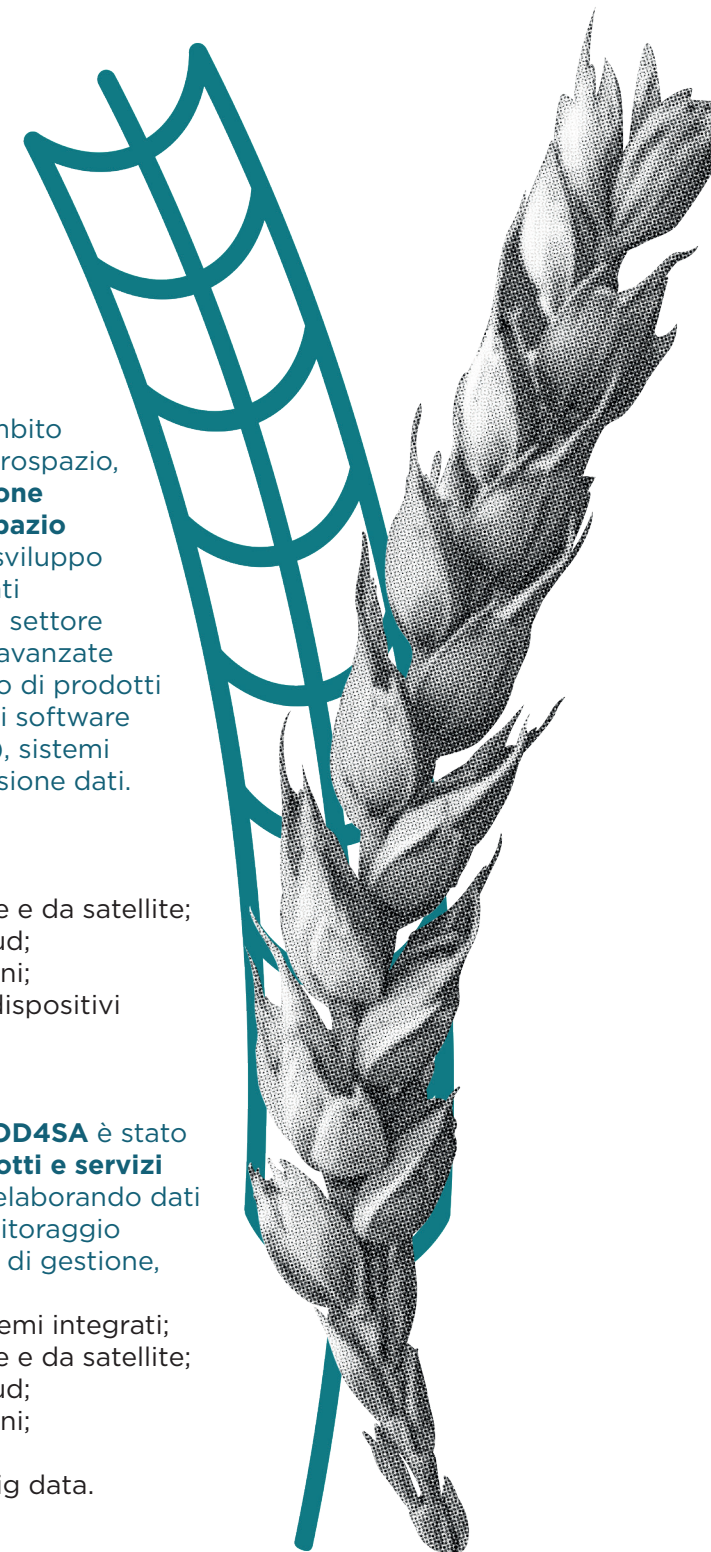 mbito
rospazio,
one
pazio
sviluppo
ti
settore
avanzate
o di prodotti
i software
), sistemi
sione dati.
e e da satellite;
ud;
ni;
dispositivi
OD4SA è stato
otti e servizi
elaborando dati
itoraggio
di gestione,
emi integrati;
e e da satellite;
ud;
ni;
ig data.